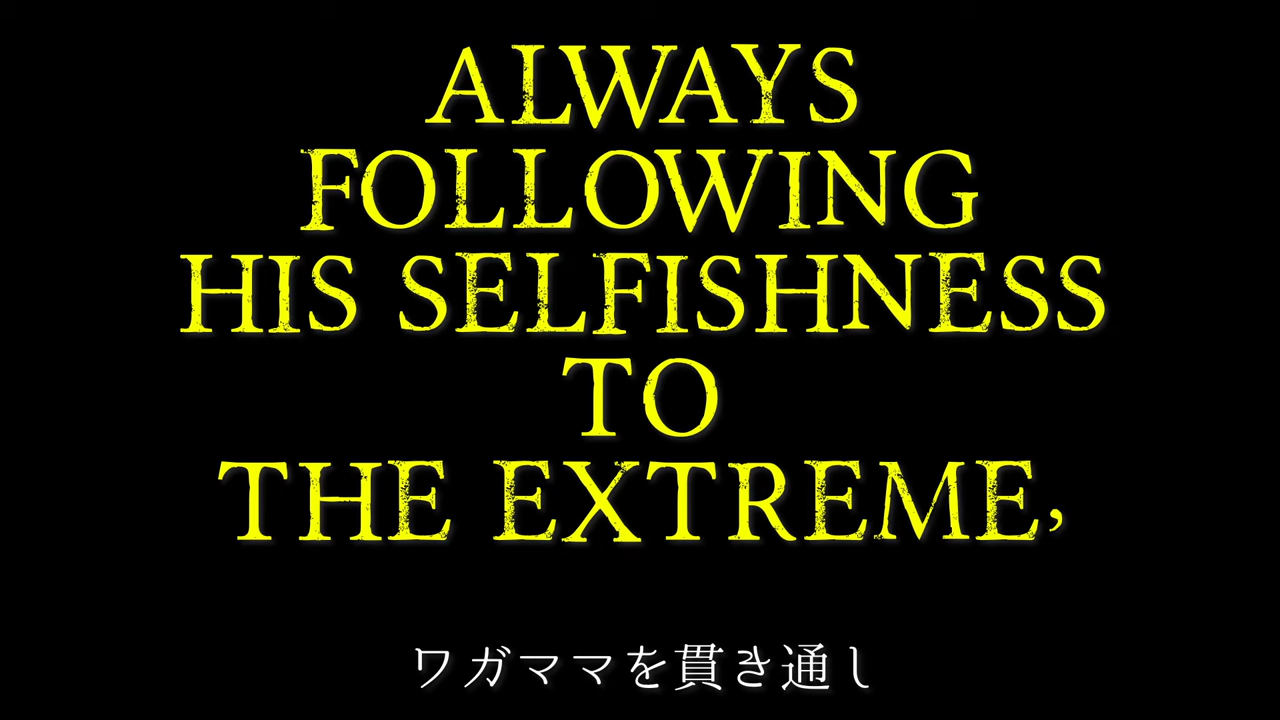 ALWAYS
FOLLOWING
HIS SELFISHNESS
TO
THE EXTREME,
ワガママを貫き通し